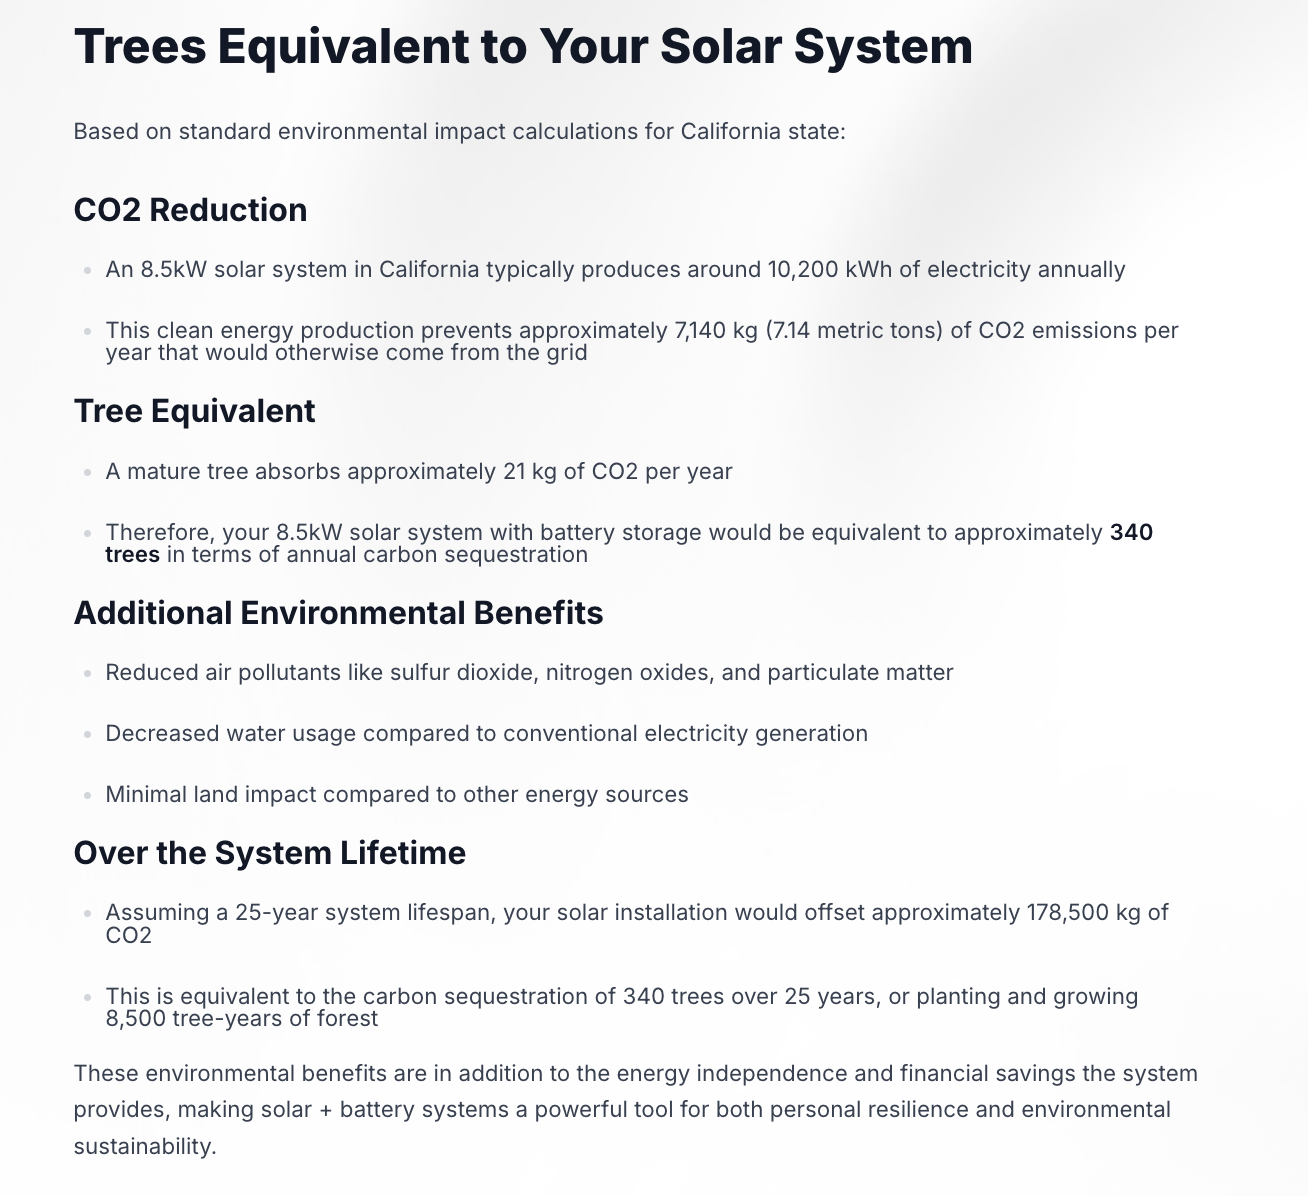 Trees Equivalent to Your Solar System
Based on standard environmental impact calculations for California state:
CO2 Reduction
An 8.5kW solar system in California typically produces around 10,200 kWh of electricity annually
This clean energy production prevents approximately 7,140 kg (7.14 metric tons) of CO2 emissions per
year that would otherwise come from the grid
Tree Equivalent
A mature tree absorbs approximately 21 kg of CO2 per year
Therefore, your 8.5kW solar system with battery storage would be equivalent to approximately 340
trees in terms of annual carbon sequestration
Additional Environmental Benefits
Reduced air pollutants like sulfur dioxide, nitrogen oxides, and particulate matter
Decreased water usage compared to conventional electricity generation
Minimal land impact compared to other energy sources
Over the System Lifetime
Assuming a 25-year system lifespan, your solar installation would offset approximately 178,500 kg of
CO2
This is equivalent to the carbon sequestration of 340 trees over 25 years, or planting and growing
8,500 tree-years of forest
These environmental benefits are in addition to the energy independence and financial savings the system
provides, making solar + battery systems a powerful tool for both personal resilience and environmental
sustainability.